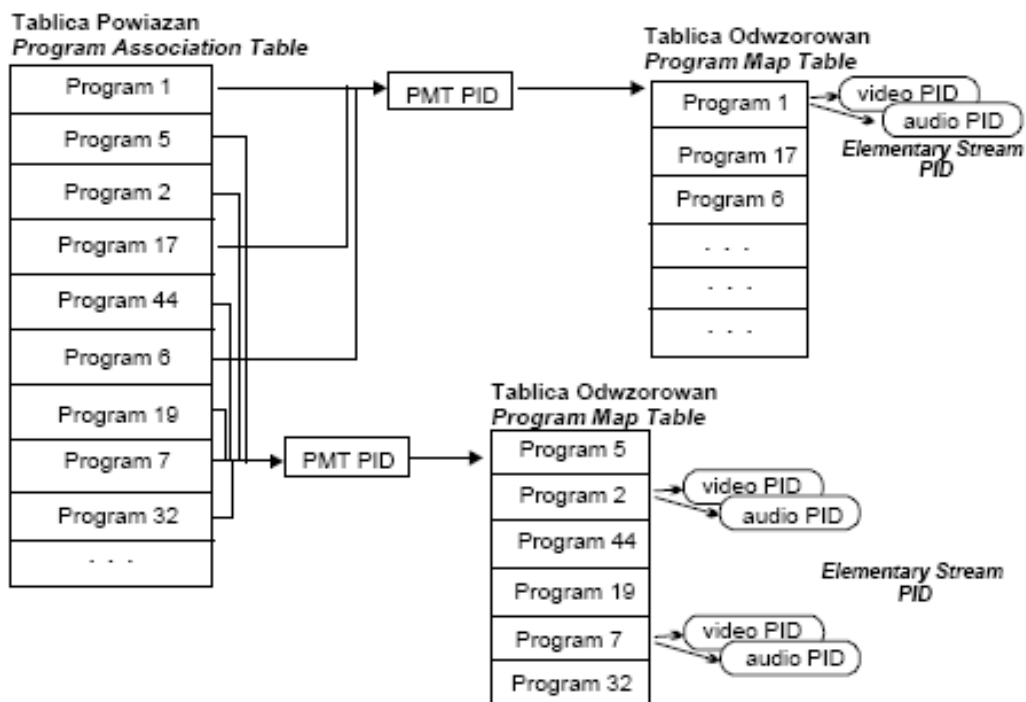 Tablica Powiazan
Program Association Table
Program 1
Program 5
Program 2
Program 17
Program 44
Program 6
Program 19
Program 7
Program 32
. . .
PMT PID
Tablica Odwzorowan
Program Map Table
Program 1
Program 17
Program 6
. . .
. . .
. . .
video PID
audio PID
Elementary Stream
PID
PMT PID
Tablica Odwzorowan
Program Map Table
Program 5
Program 2
Program 44
Program 19
Program 7
Program 32
video PID
audio PID
Elementary Stream
PID
video PID
audio PID